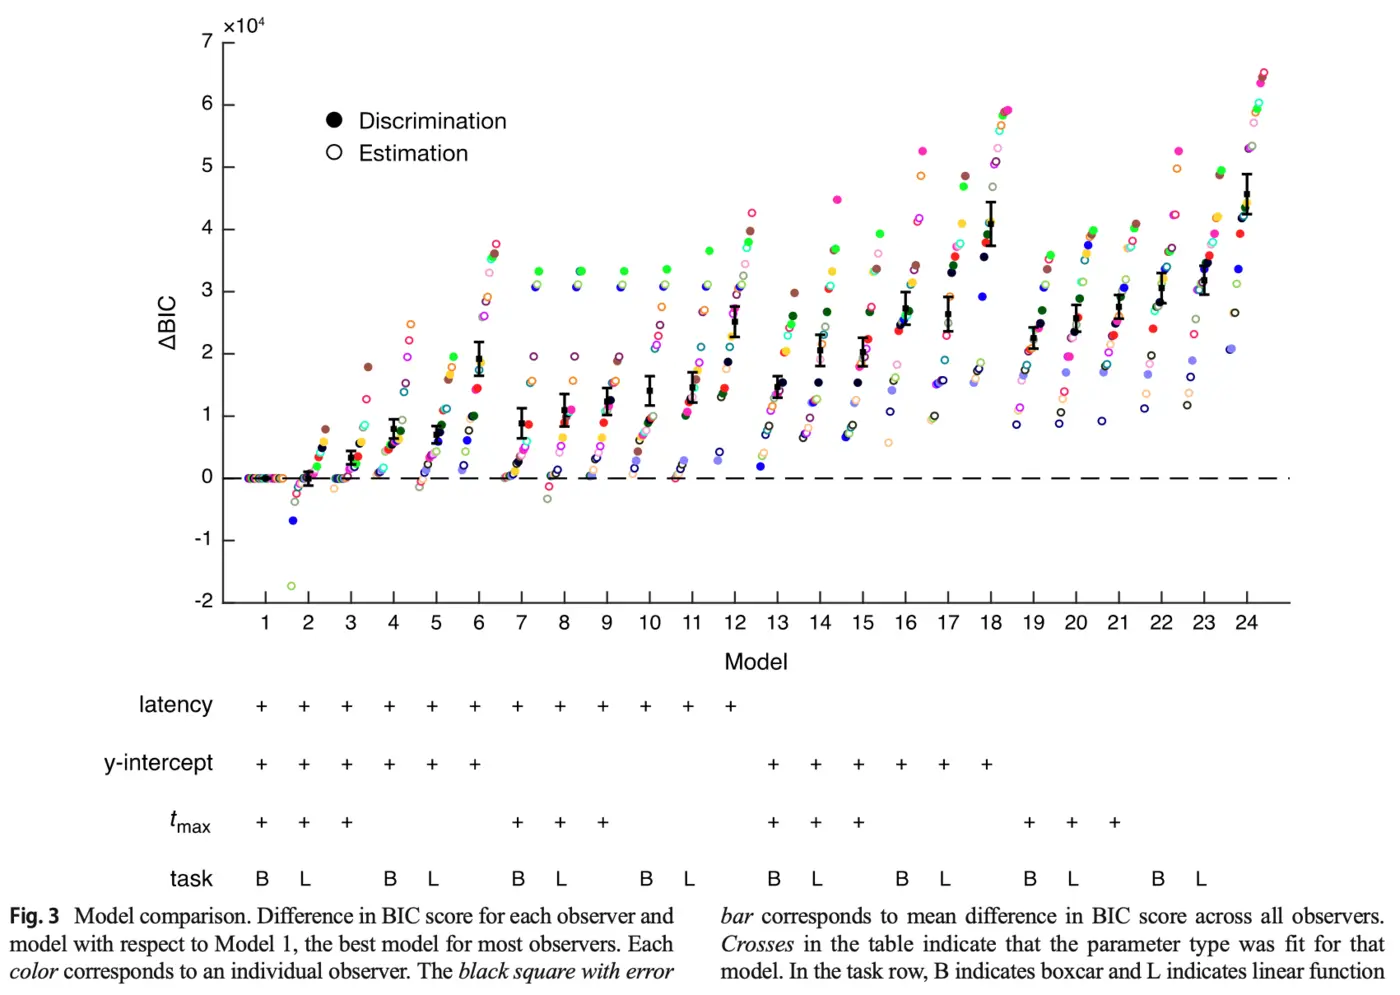 ×10⁴
7
6
5
4
3
2
1
0
-1
-2
ΔBIC
Discrimination
Estimation
1 2 3 4 5 6 7 8 9 10 11 12 13 14 15 16 17 18 19 20 21 22 23 24
Model
latency + + + + + + + + + + + +
y-intercept + + + + + + + + + + + +
tmax + + + + + + + + + + + +
task B L B L B L B L B L B L B L B L
Fig. 3 Model comparison. Difference in BIC score for each observer and
model with respect to Model 1, the best model for most observers. Each
color corresponds to an individual observer. The black square with error
bar corresponds to mean difference in BIC score across all observers.
Crosses in the table indicate that the parameter type was fit for that
model. In the task row, B indicates boxcar and L indicates linear function